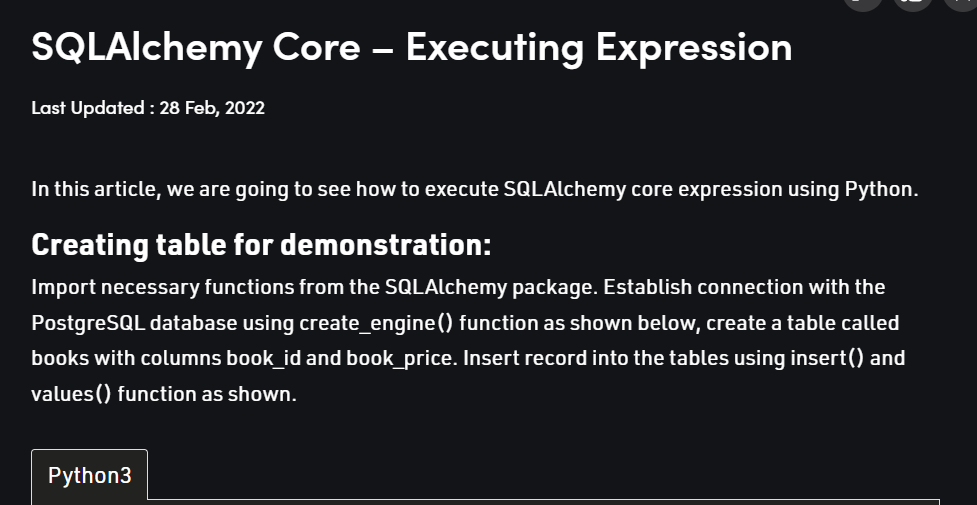 SQLAlchemy Core – Executing Expression
Last Updated : 28 Feb, 2022
In this article, we are going to see how to execute SQLAlchemy core expression using Python.
Creating table for demonstration:
Import necessary functions from the SQLAlchemy package. Establish connection with the
PostgreSQL database using create_engine() function as shown below, create a table called
books with columns book_id and book_price. Insert record into the tables using insert() and
values() function as shown.
Python3